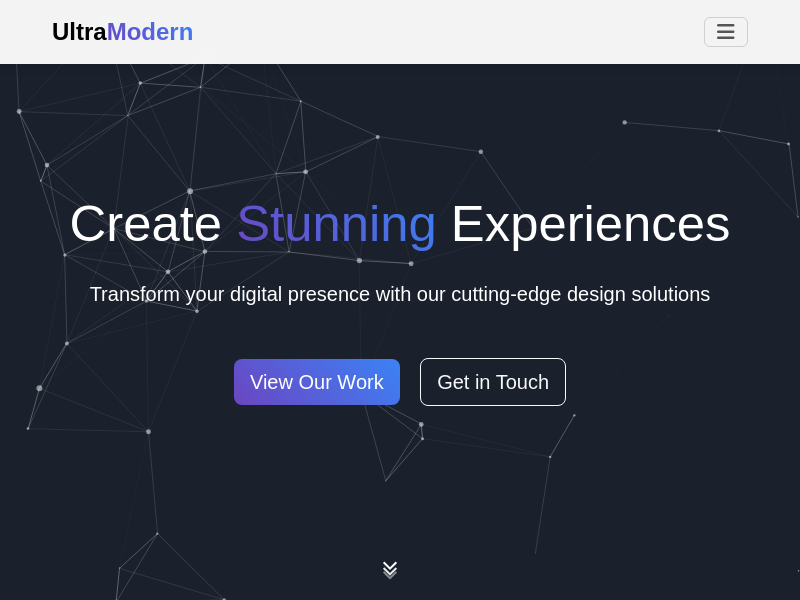 UltraModern
Create Stunning Experiences
Transform your digital presence with our cutting-edge design solutions
View Our Work
Get in Touch